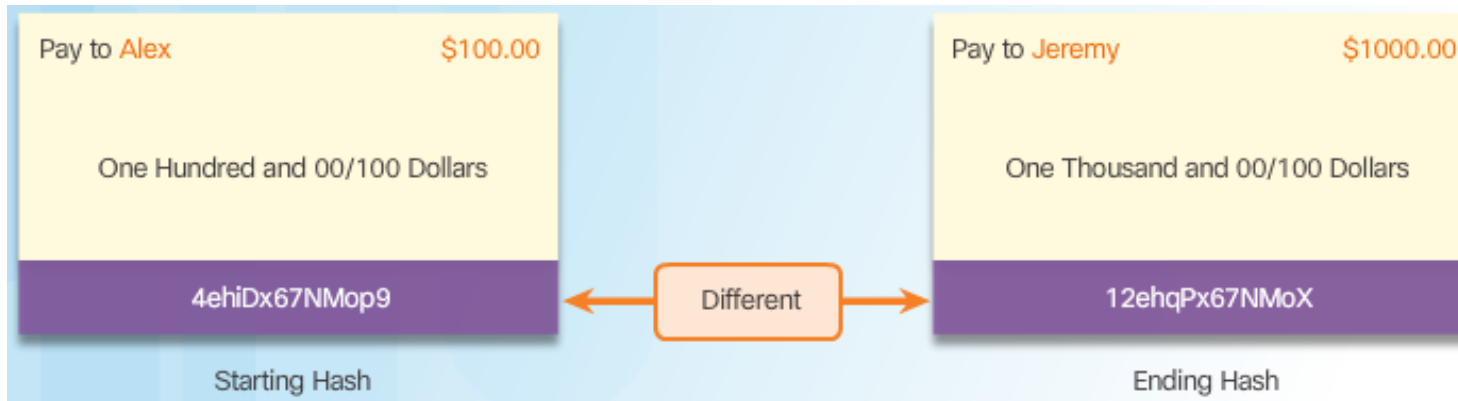 Pay to Alex $100.00
One Hundred and 00/100 Dollars
4ehiDx67NMop9
Starting Hash
Different
Pay to Jeremy $1000.00
One Thousand and 00/100 Dollars
12ehqPx67NMoX
Ending Hash